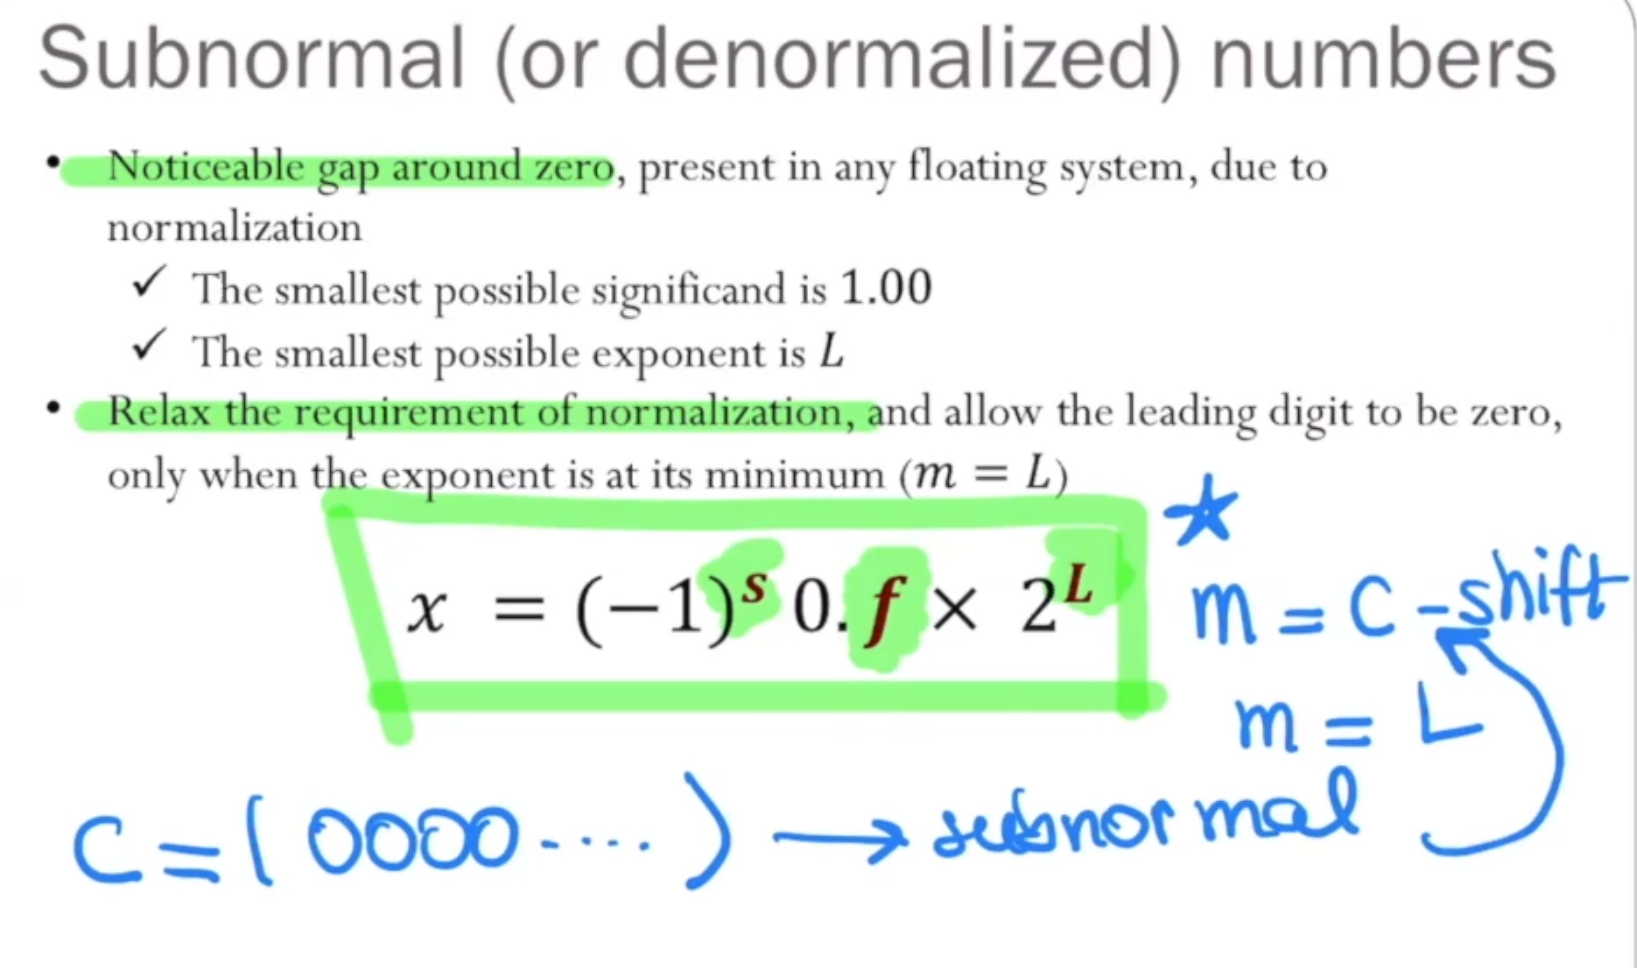 Subnormal (or denormalized) numbers
• Noticeable gap around zero, present in any floating system, due to
normalization
✓ The smallest possible significand is 1.00
✓ The smallest possible exponent is L
• Relax the requirement of normalization, and allow the leading digit to be zero,
only when the exponent is at its minimum (m = L)
x = (−1)^s 0.f × 2^L
m = C - shift
m = L
C = ( 0000 ‐ ....) → subnormal